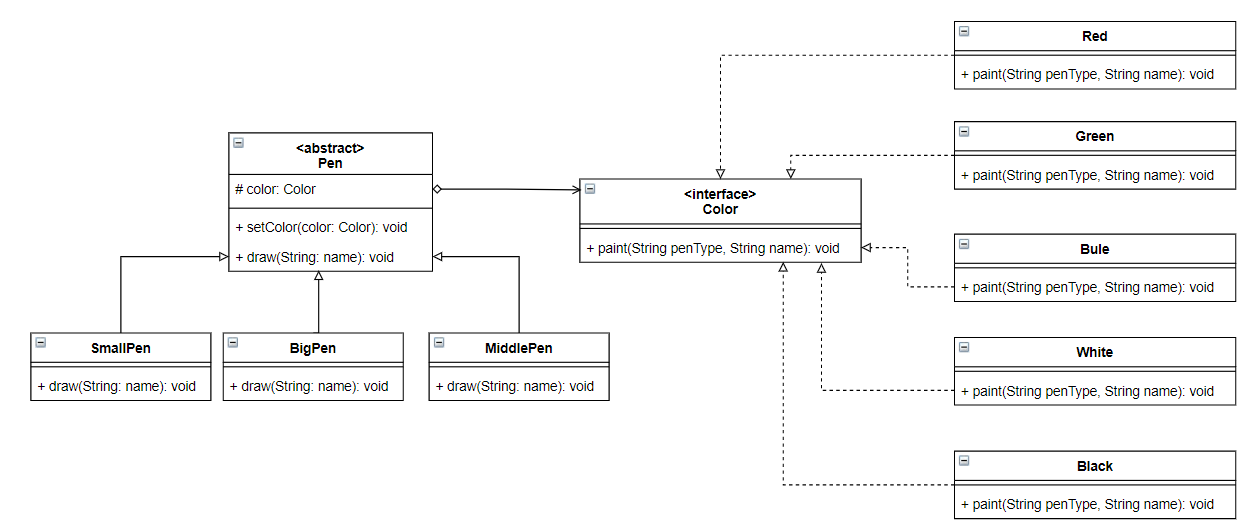 <abstract>
Pen
# color: Color
+ setColor(color: Color): void
+ draw(String: name): void
SmallPen
+ draw(String: name): void
BigPen
+ draw(String: name): void
MiddlePen
+ draw(String: name): void
<interface>
Color
+ paint(String penType, String name): void
Red
+ paint(String penType, String name): void
Green
+ paint(String penType, String name): void
Bule
+ paint(String penType, String name): void
White
+ paint(String penType, String name): void
Black
+ paint(String penType, String name): void